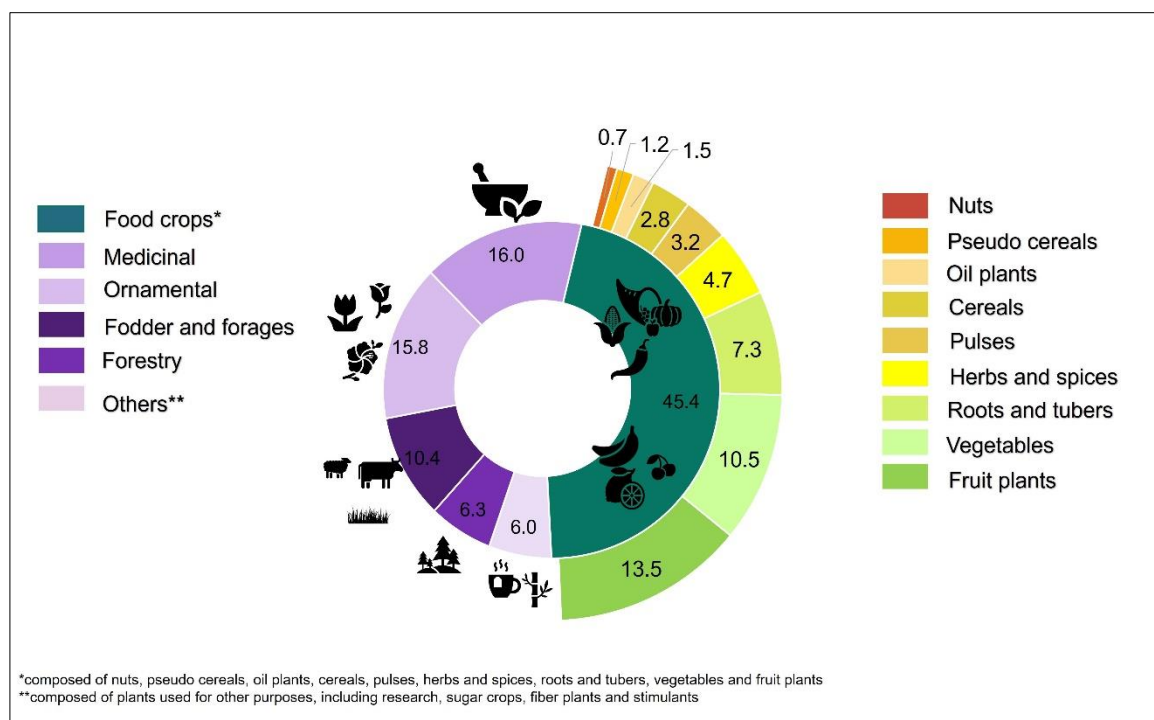 0.7
1.2
1.5
2.8
3.2
4.7
7.3
10.5
13.5
16.0
15.8
10.4
6.3
6.0
45.4
Food crops*
Medicinal
Ornamental
Fodder and forages
Forestry
Others**
Nuts
Pseudo cereals
Oil plants
Cereals
Pulses
Herbs and spices
Roots and tubers
Vegetables
Fruit plants
*composed of nuts, pseudo cereals, oil plants, cereals, pulses, herbs and spices, roots and tubers, vegetables and fruit plants
**composed of plants used for other purposes, including research, sugar crops, fiber plants and stimulants